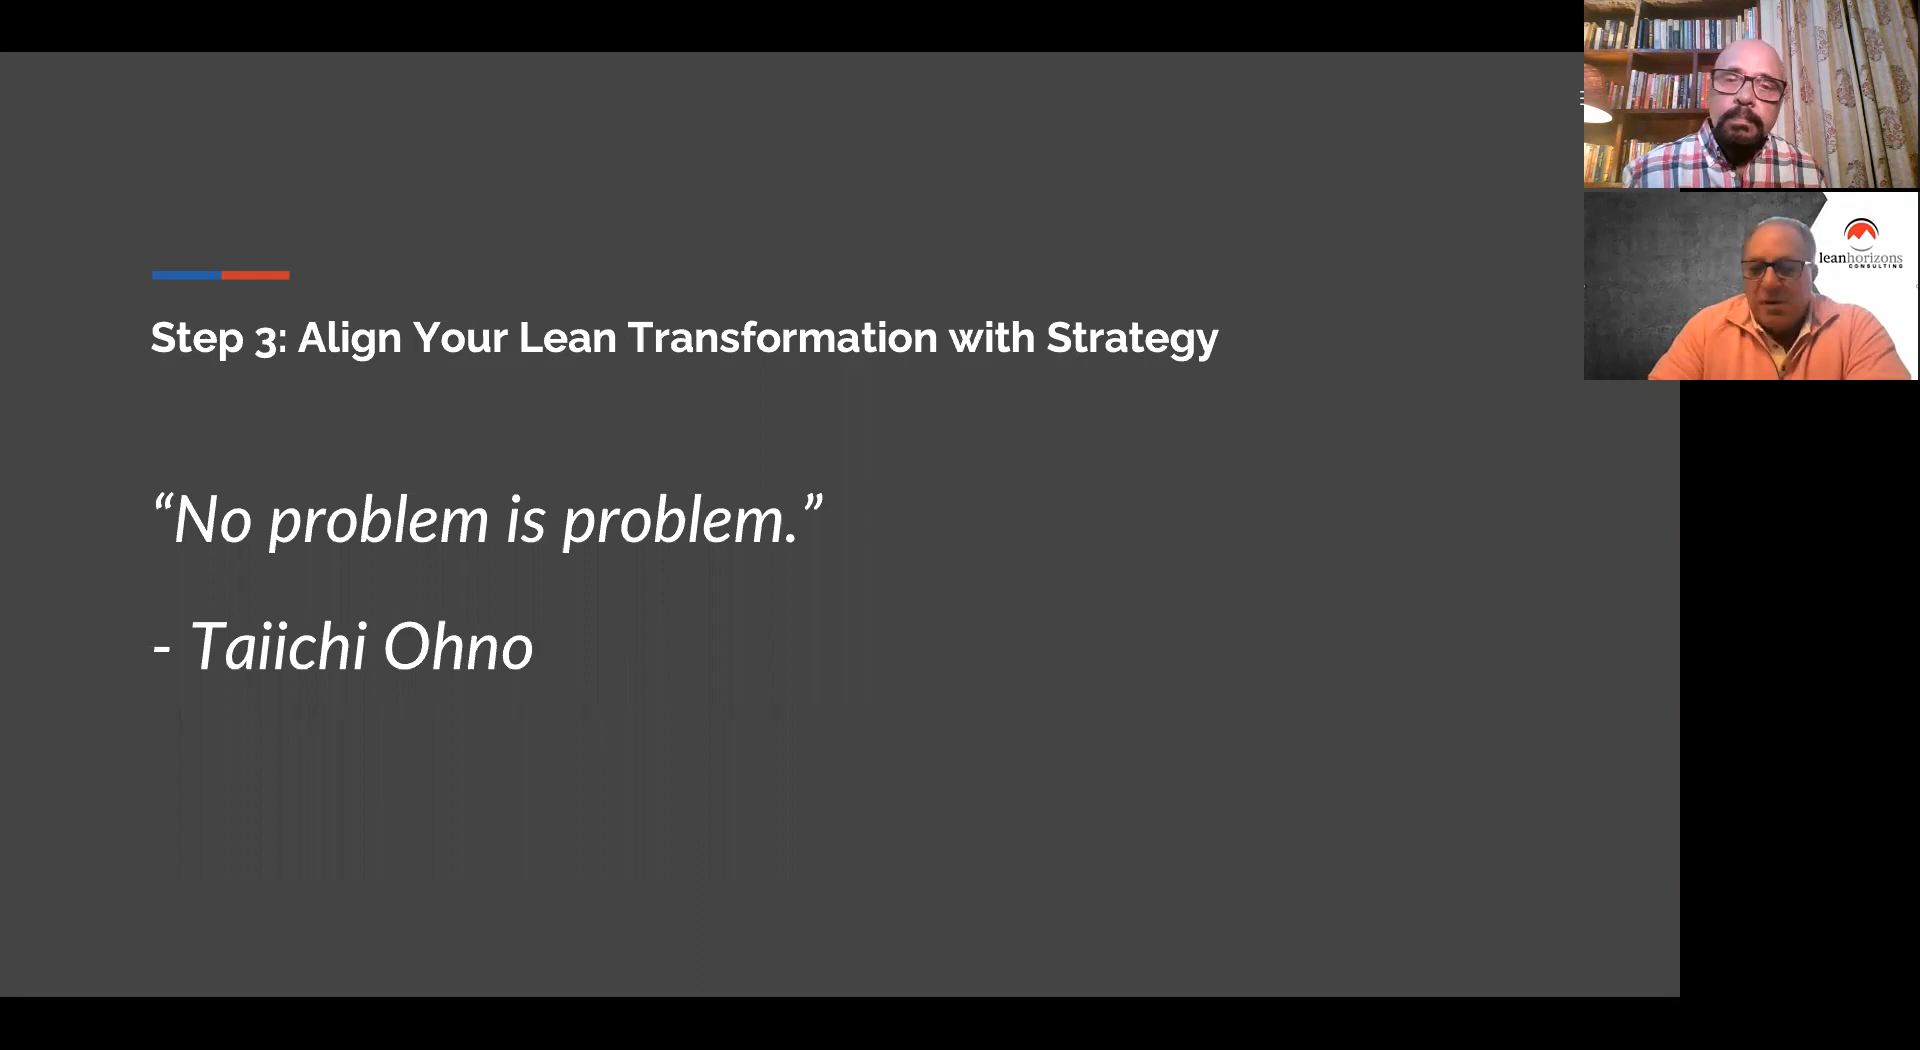 Step 3: Align Your Lean Transformation with Strategy
“No problem is problem.”
- Taiichi Ohno
leanhorizons
CONSULTING